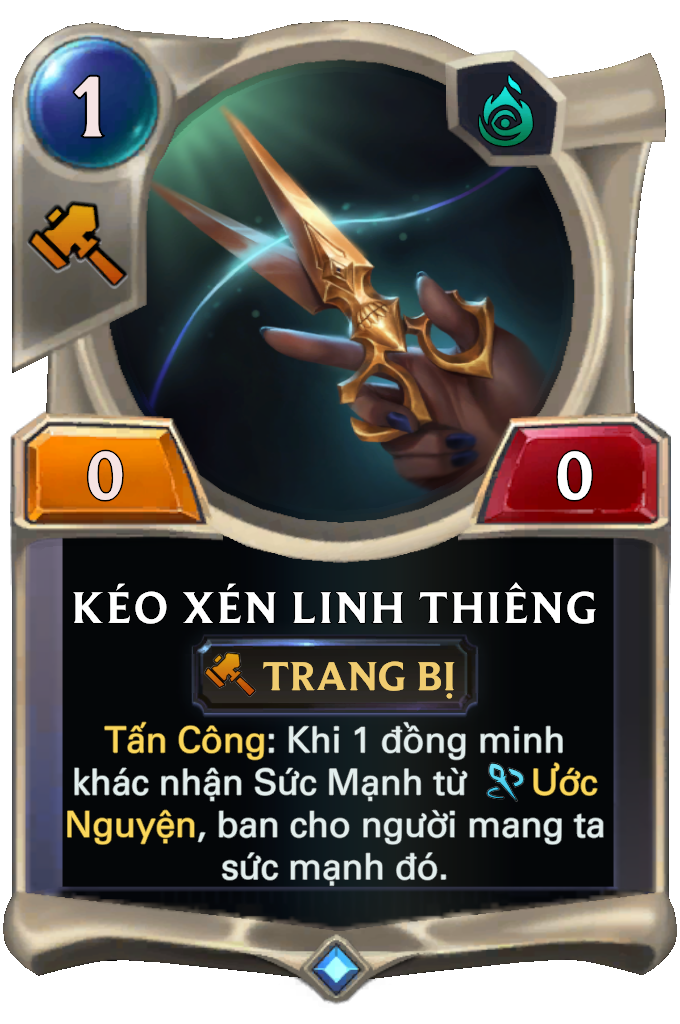 1
0
0
KÉO XÉN LINH THIÊNG
TRANG BỊ
Tấn Công: Khi 1 đồng minh
khác nhận Sức Mạnh từ Ước
Nguyện, ban cho người mang ta
sức mạnh đó.